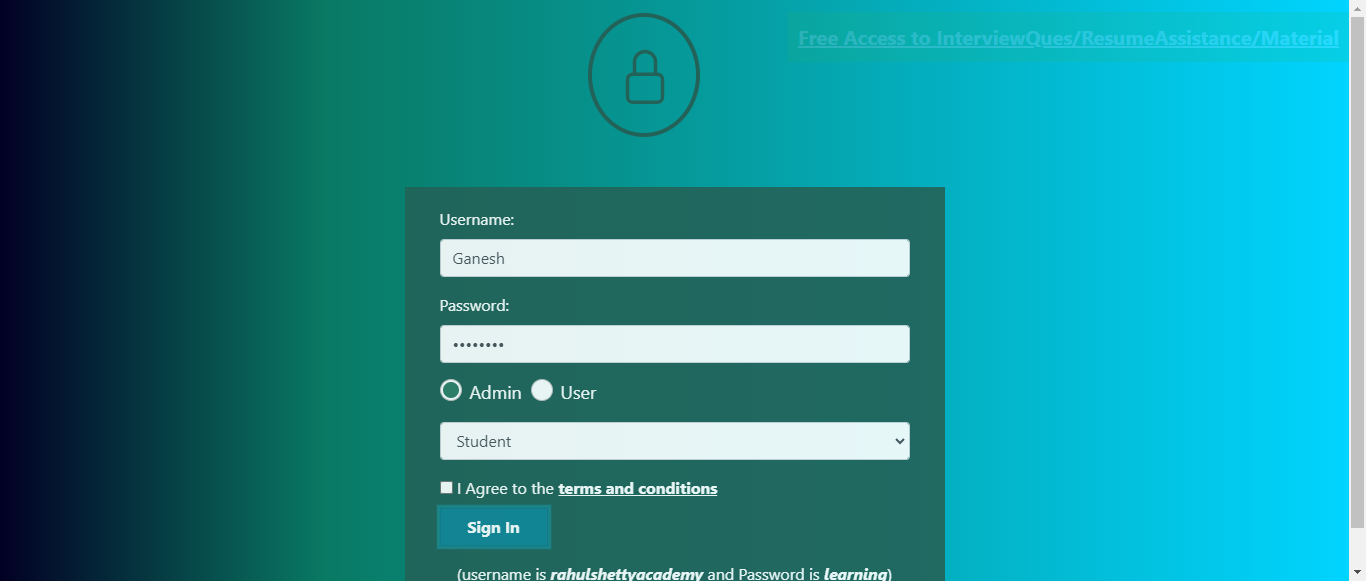 Free Access to InterviewQues/ResumeAssistance/Material
Username:
Ganesh
Password:
••••••••
Admin User
Student
I Agree to the terms and conditions
Sign In
(username is rahulshettyacademy and Password is learning)